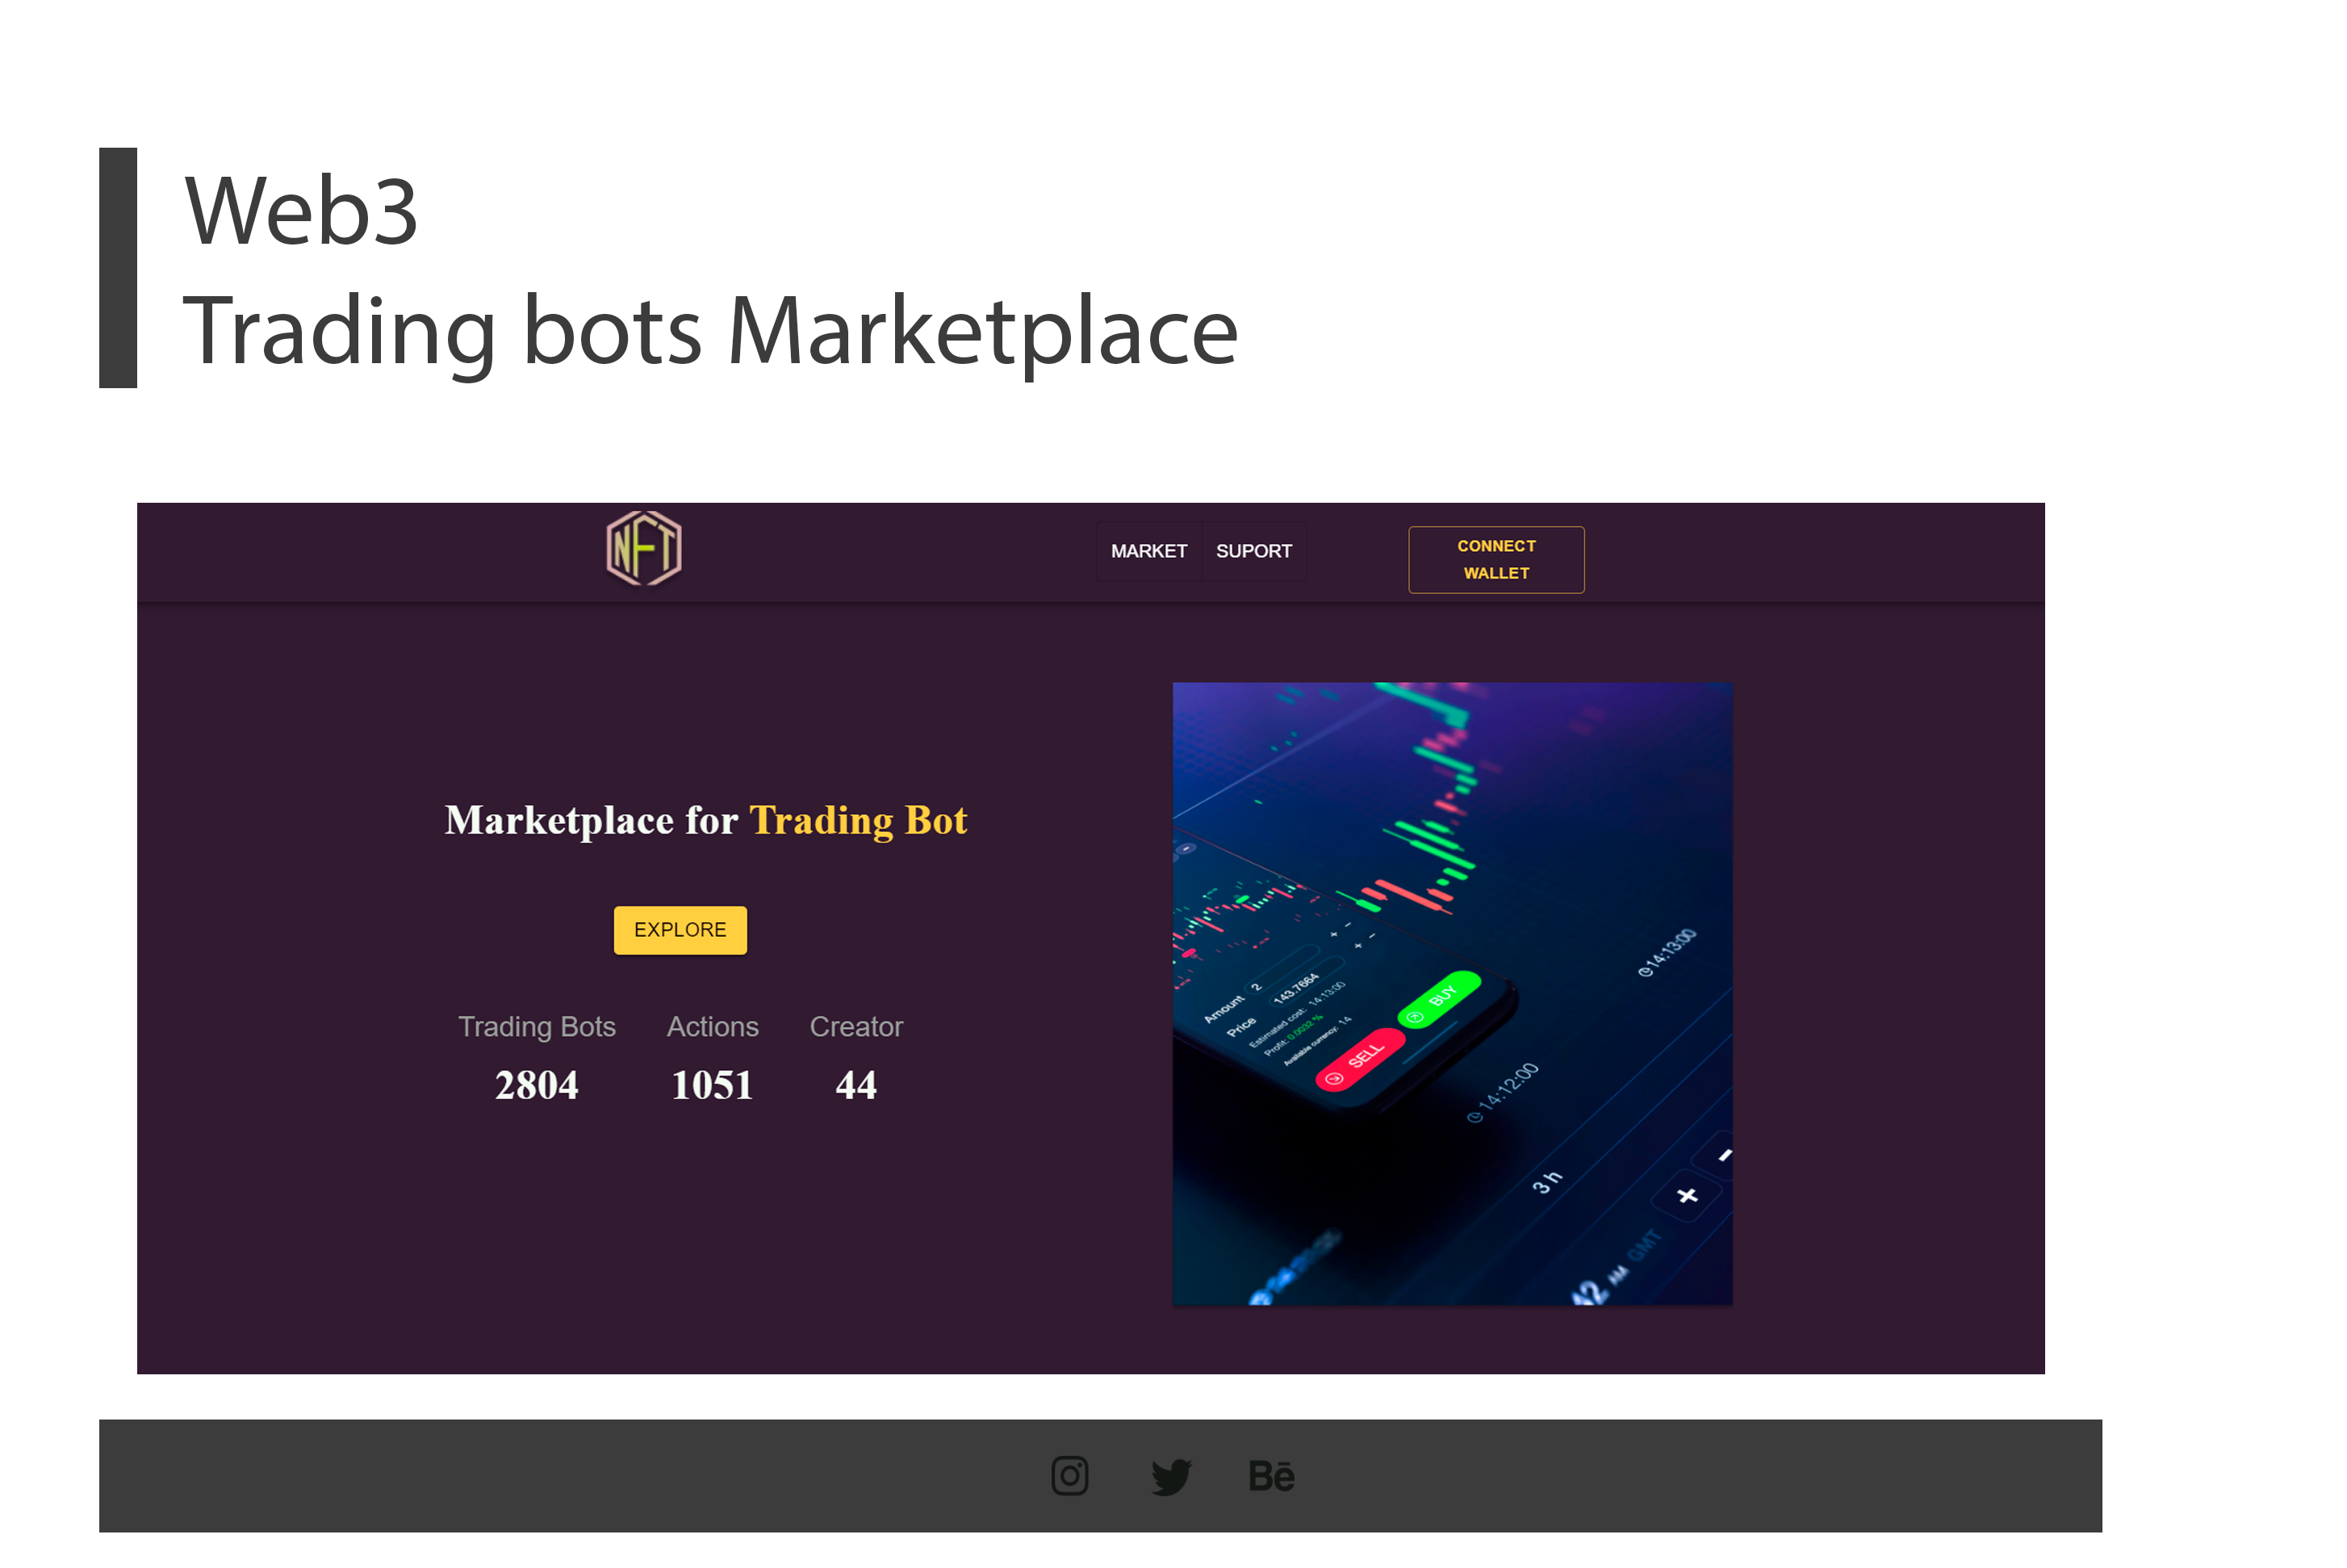 Web3
Trading bots Marketplace
NFT
MARKET SUPORT
CONNECT
WALLET
Marketplace for Trading Bot
EXPLORE
Trading Bots Actions Creator
2804 1051 44
14:13:00
Amount 2
Price 143.7664
Estimated cost: 14:13:00
Profit: 0.0032 %
Available currency: 14
BUY
SELL
14:12:00
3 h
AM GMT
Bē